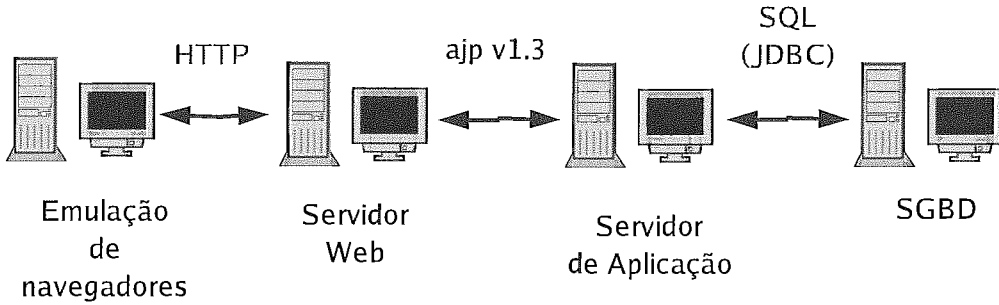 HTTP
ajp v1.3
SQL
(JDBC)
Emulação
de
navegadores
Servidor
Web
Servidor
de Aplicação
SGBD